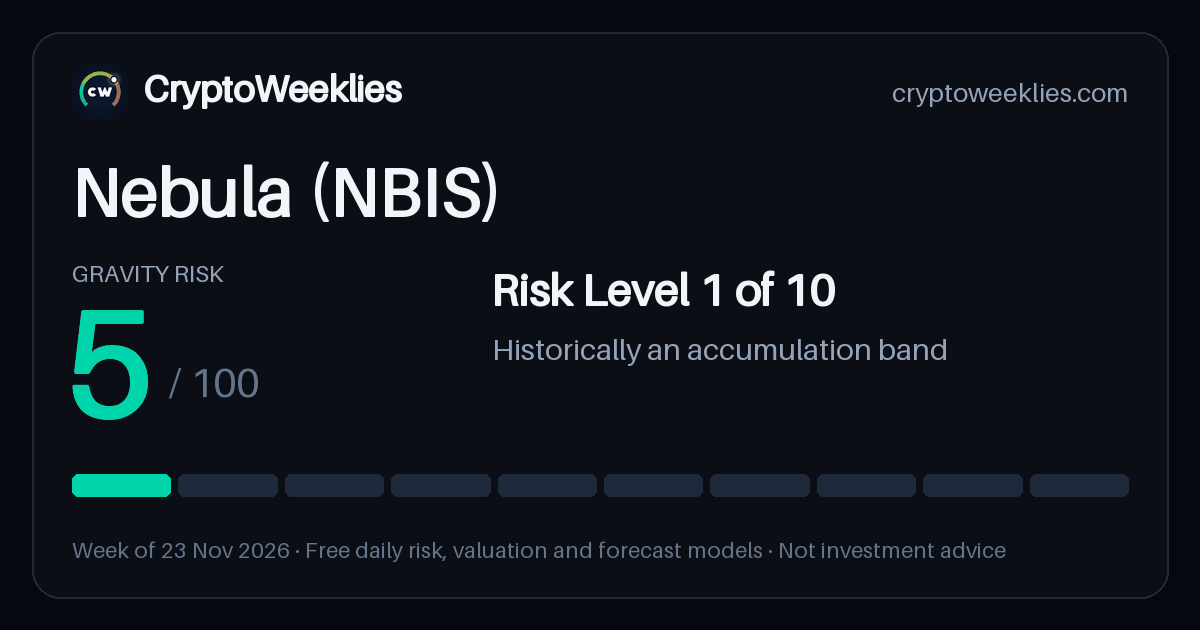 CW
CryptoWeeklies
cryptoweeklies.com
Nebula (NBIS)
GRAVITY RISK
5 / 100
Risk Level 1 of 10
Historically an accumulation band
Week of 23 Nov 2026 · Free daily risk, valuation and forecast models · Not investment advice